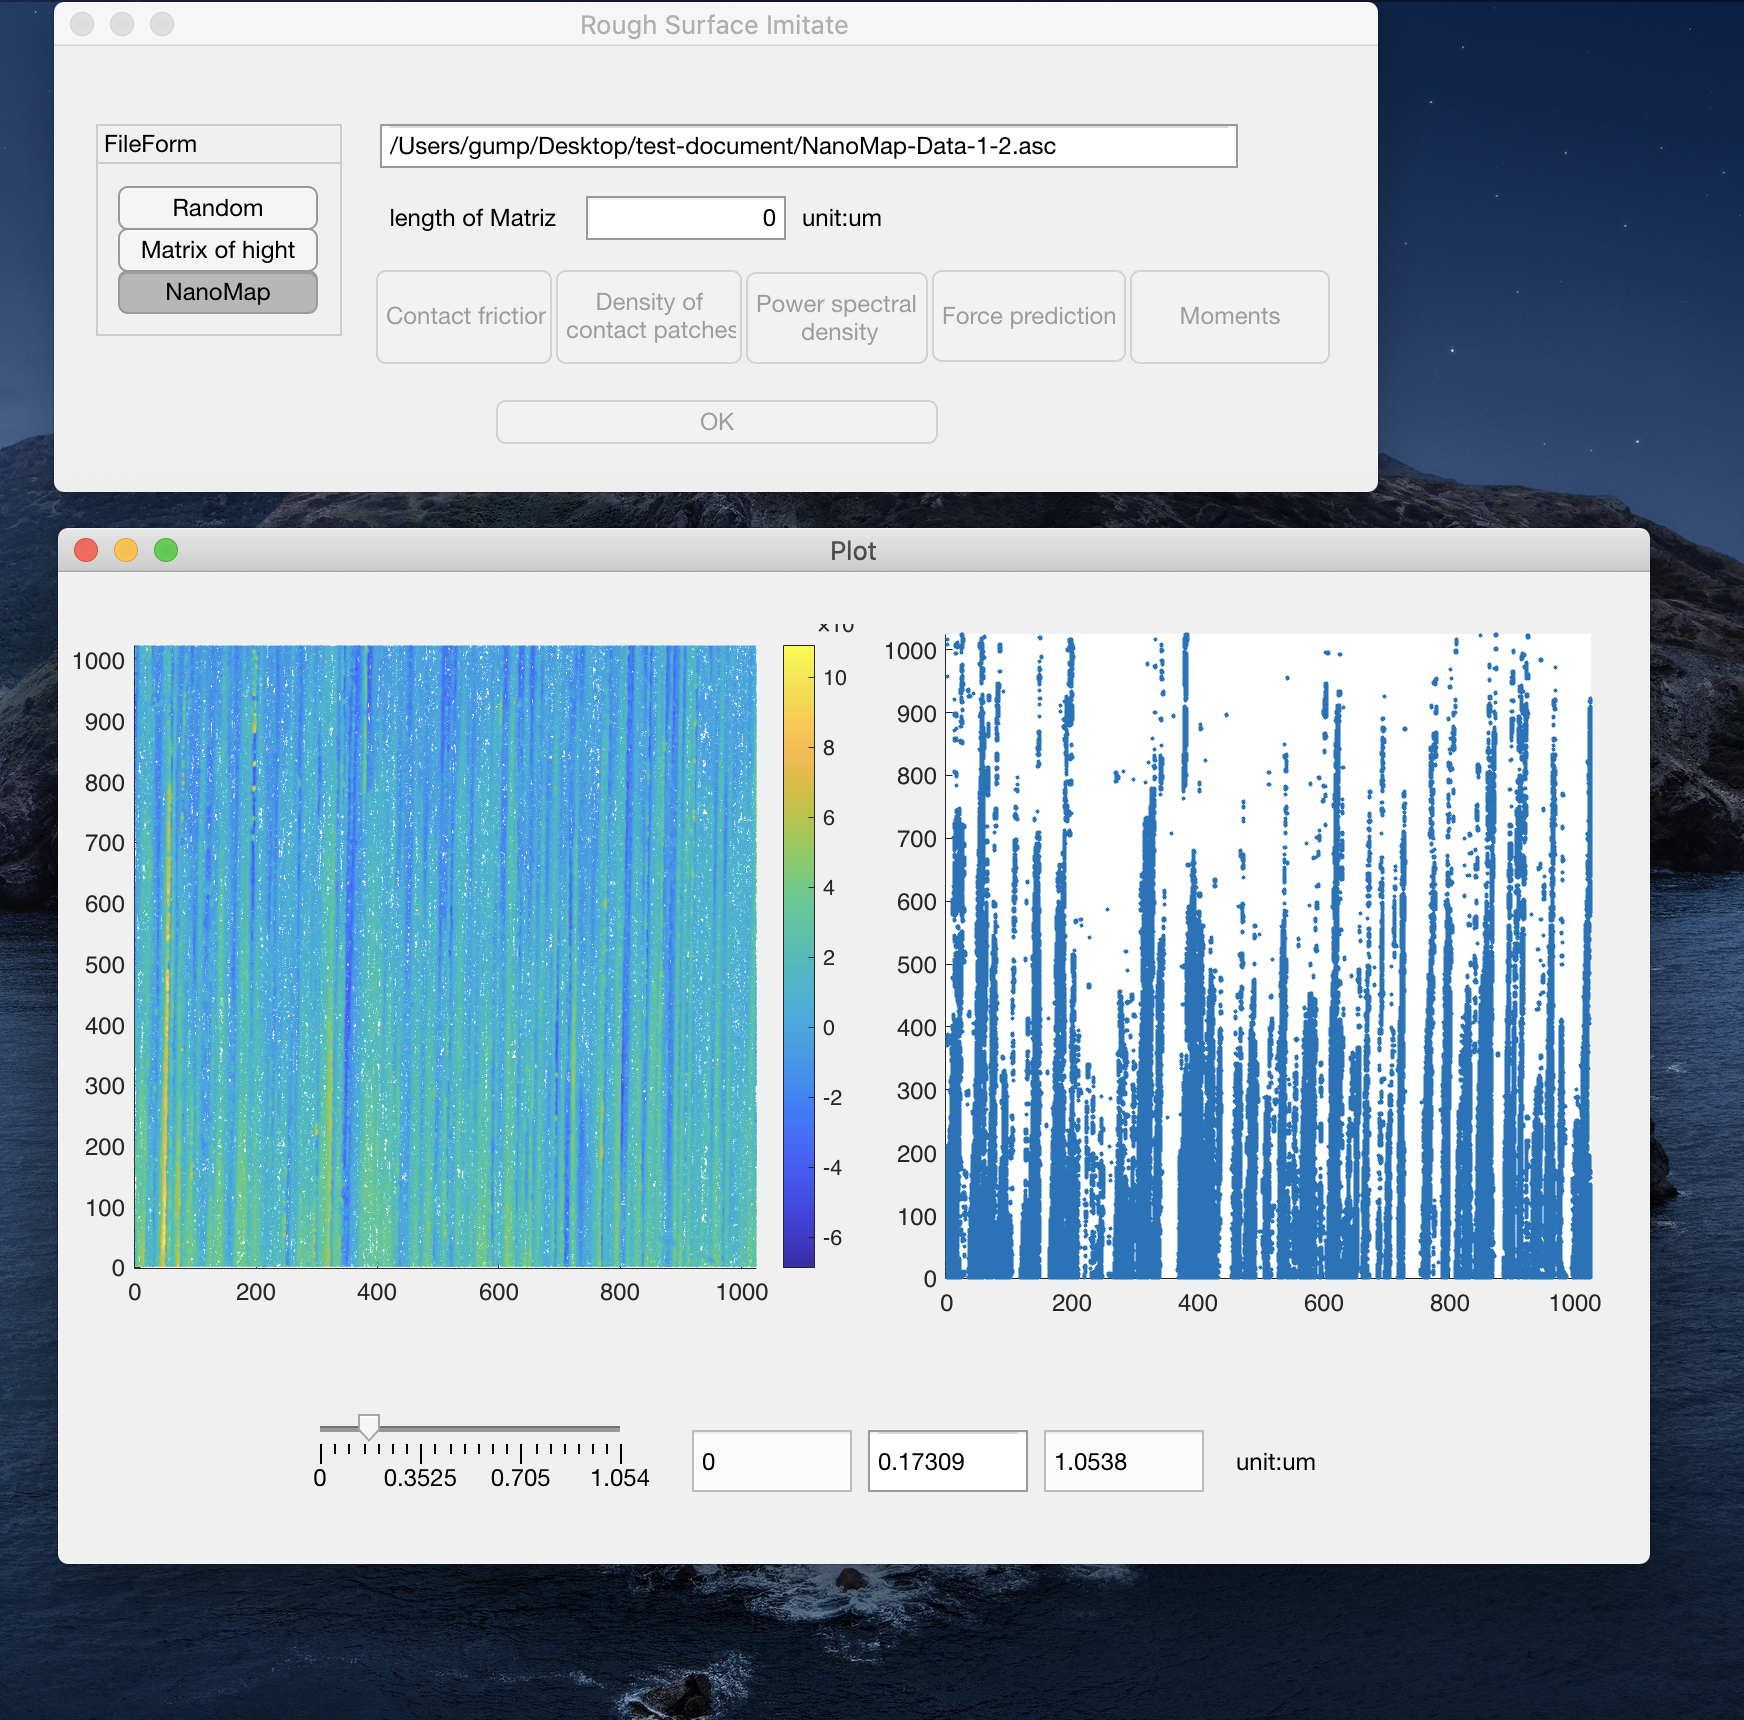 Rough Surface Imitate
FileForm
/Users/gump/Desktop/test-document/NanoMap-Data-1-2.asc
Random
Matrix of hight
NanoMap
length of Matriz
0
unit:um
Contact friction
Density of
contact patches
Power spectral
density
Force prediction
Moments
OK
Plot
1000
900
800
700
600
500
400
300
200
100
0
0 200 400 600 800 1000
×10
10
8
6
4
2
0
-2
-4
-6
1000
900
800
700
600
500
400
300
200
100
0
0 200 400 600 800 1000
0 0.3525 0.705 1.054
0
0.17309
1.0538
unit:um